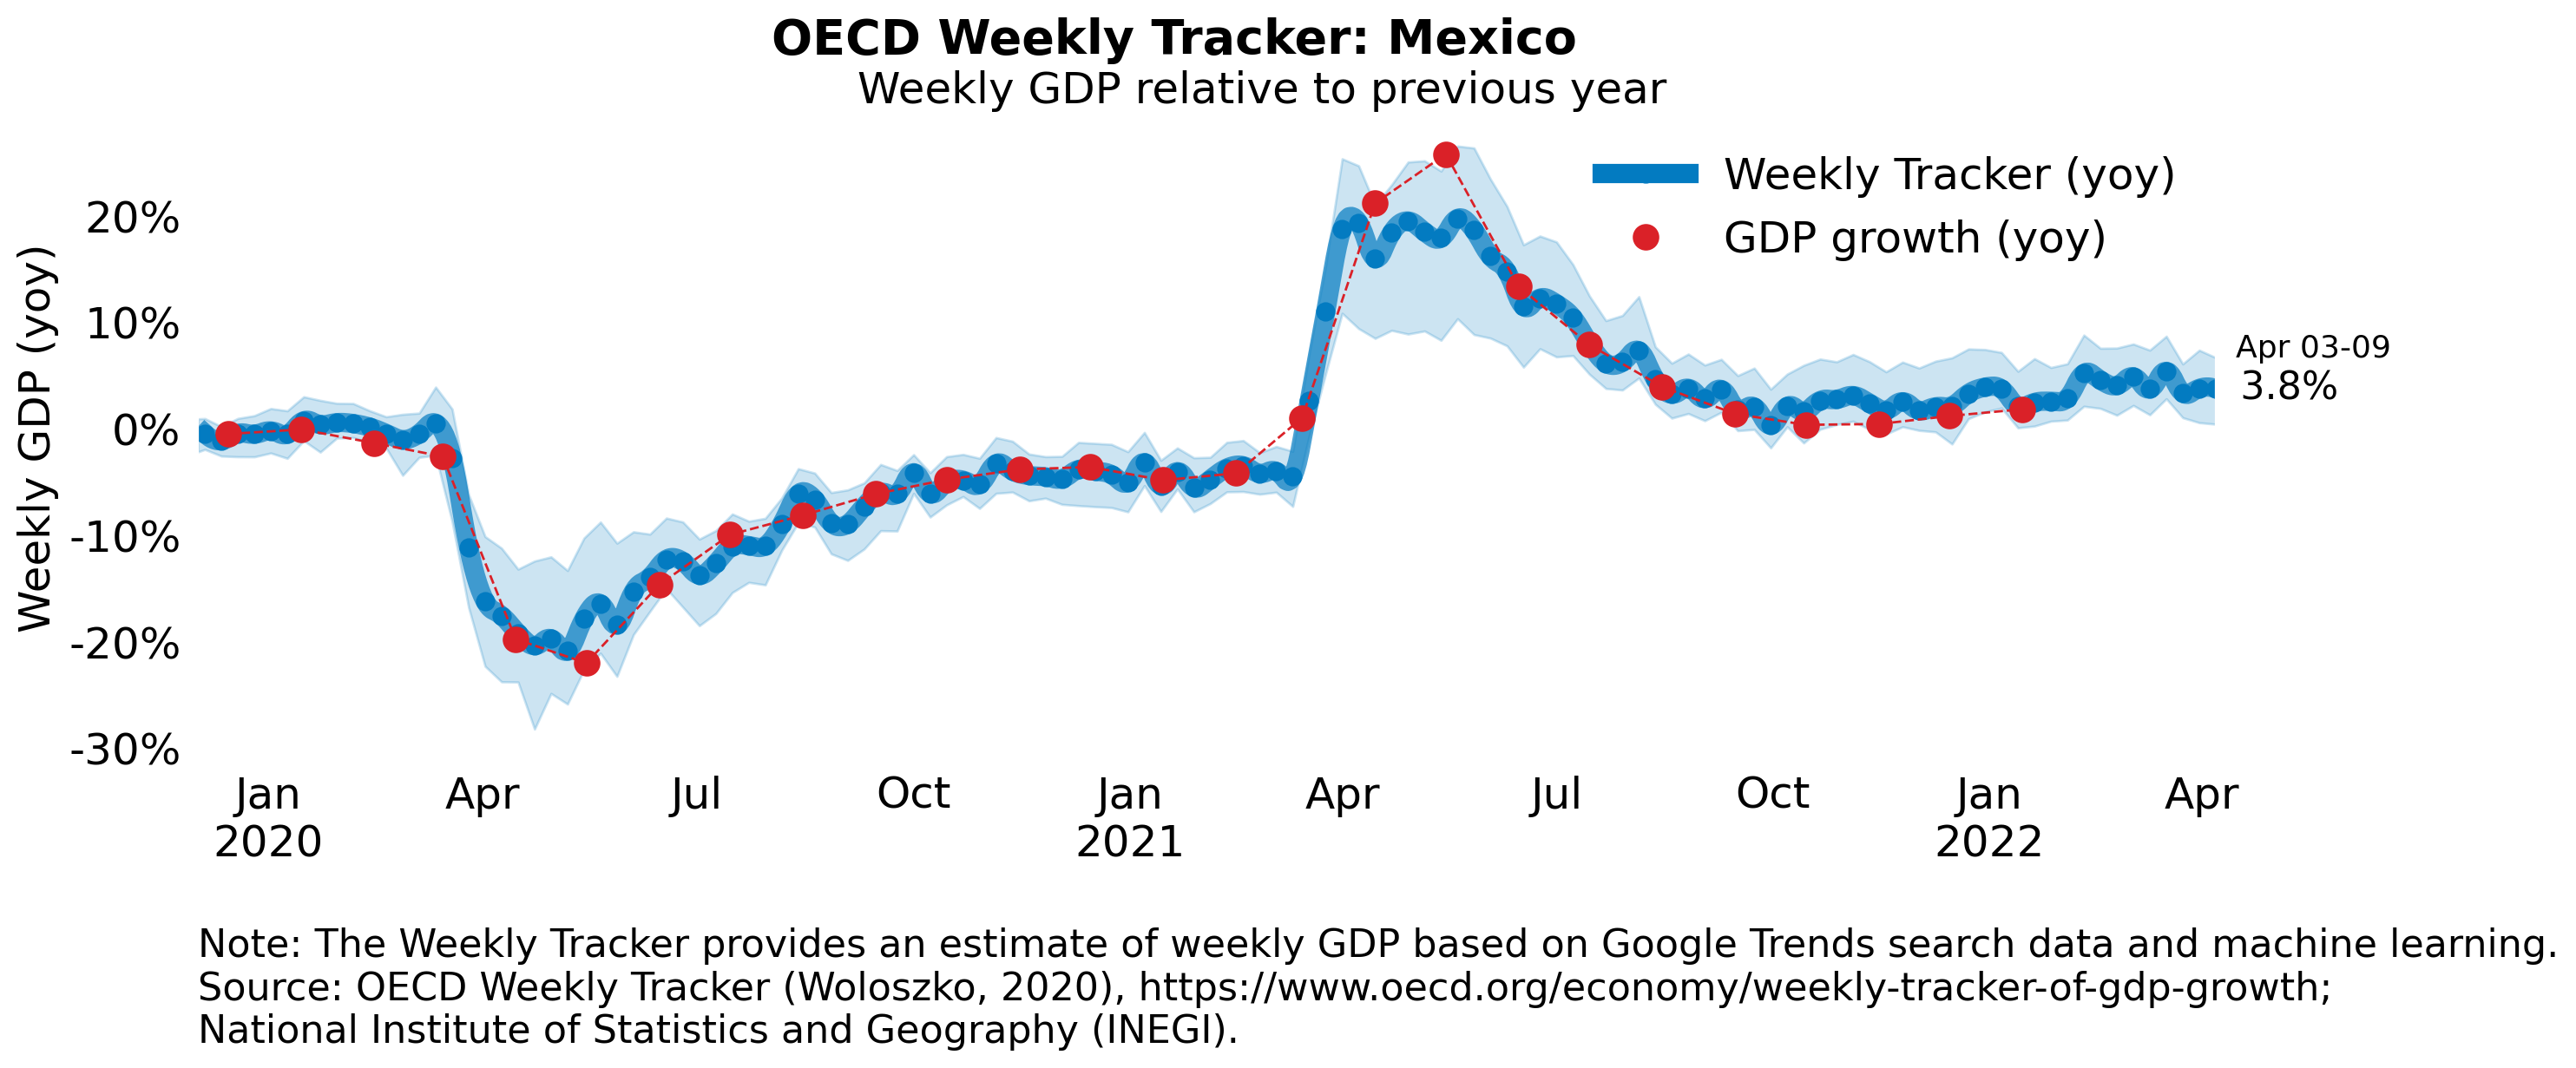 OECD Weekly Tracker: Mexico
Weekly GDP relative to previous year
Weekly Tracker (yoy)
GDP growth (yoy)
Weekly GDP (yoy)
20%
10%
0%
-10%
-20%
-30%
Apr 03-09
3.8%
Jan Apr Jul Oct Jan Apr Jul Oct Jan Apr
2020 2021 2022
Note: The Weekly Tracker provides an estimate of weekly GDP based on Google Trends search data and machine learning.
Source: OECD Weekly Tracker (Woloszko, 2020), https://www.oecd.org/economy/weekly-tracker-of-gdp-growth;
National Institute of Statistics and Geography (INEGI).